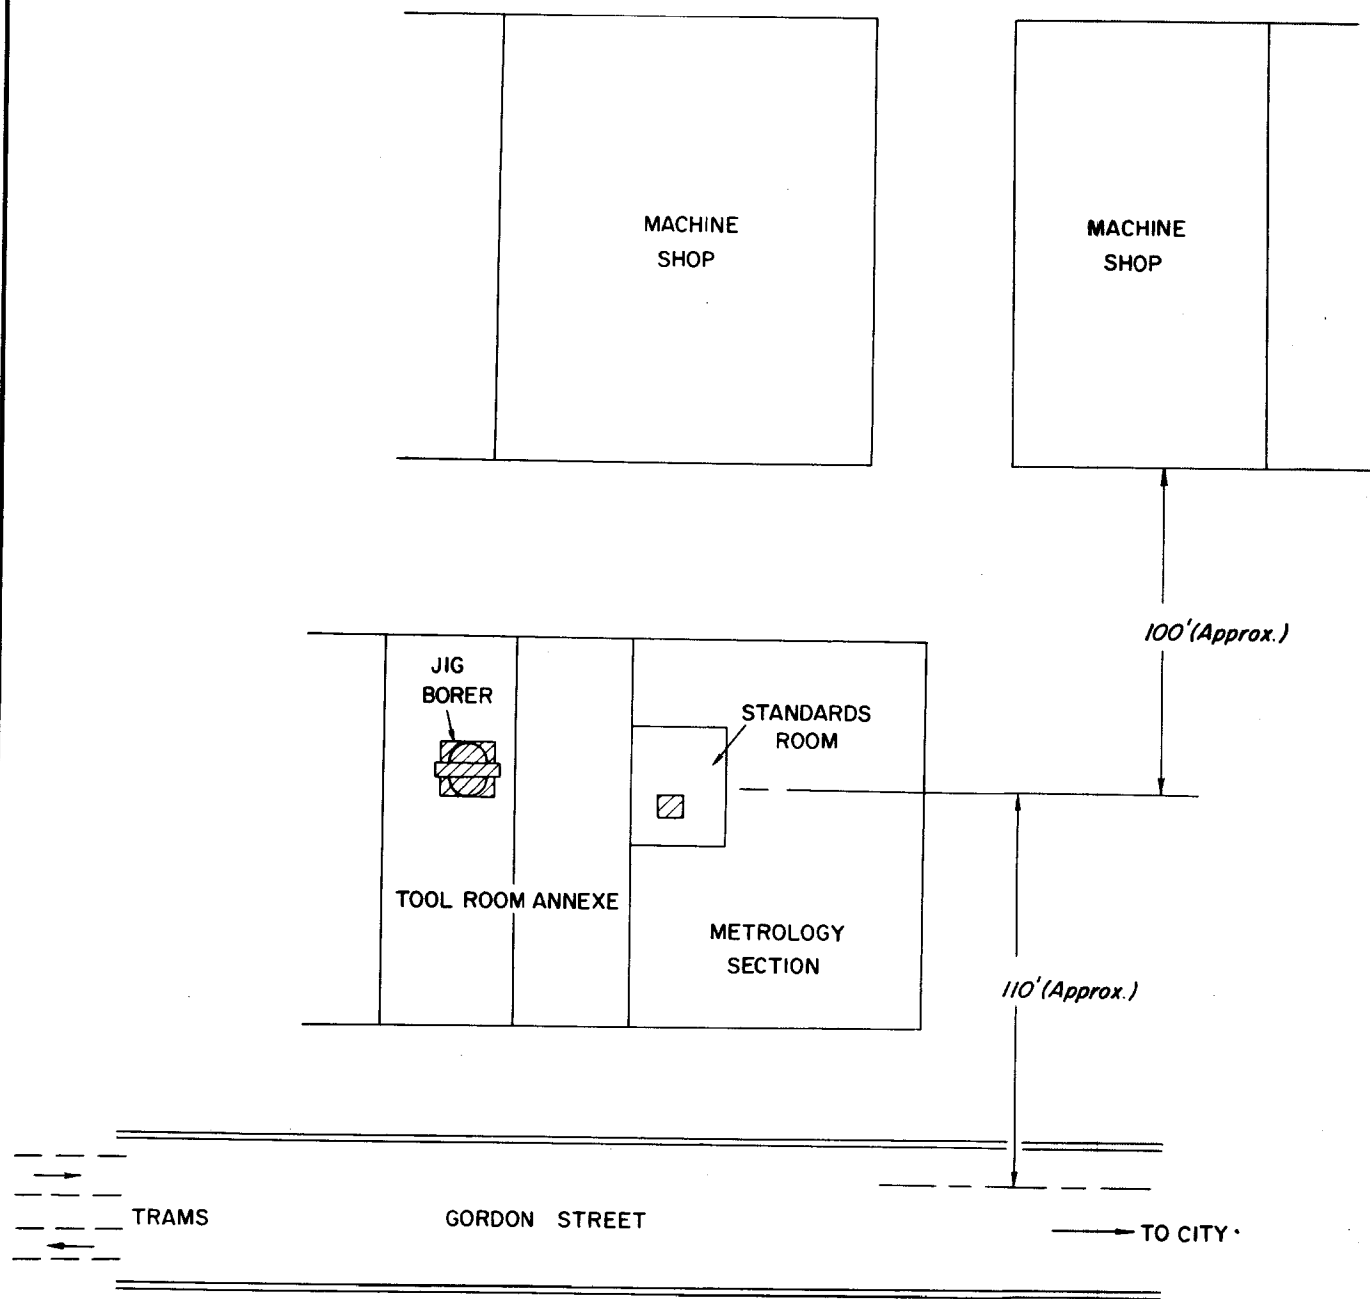 MACHINE
SHOP
MACHINE
SHOP
100'(Approx.)
JIG
BORER
STANDARDS
ROOM
TOOL ROOM ANNEXE
METROLOGY
SECTION
110'(Approx.)
TRAMS
GORDON STREET
TO CITY